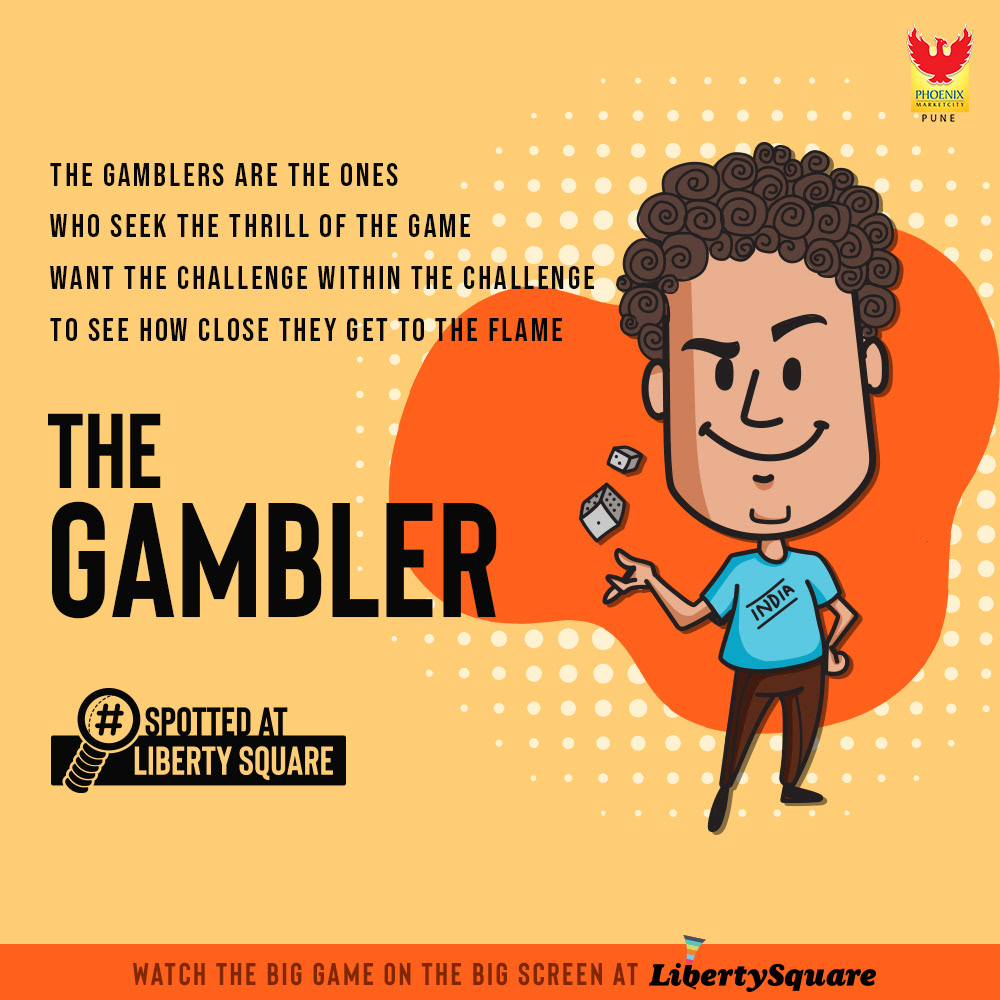 PHOENIX
MARKETCITY
PUNE
THE GAMBLERS ARE THE ONES
WHO SEEK THE THRILL OF THE GAME
WANT THE CHALLENGE WITHIN THE CHALLENGE
TO SEE HOW CLOSE THEY GET TO THE FLAME
THE
GAMBLER
INDIA
# SPOTTED AT
LIBERTY SQUARE
WATCH THE BIG GAME ON THE BIG SCREEN AT LibertySquare